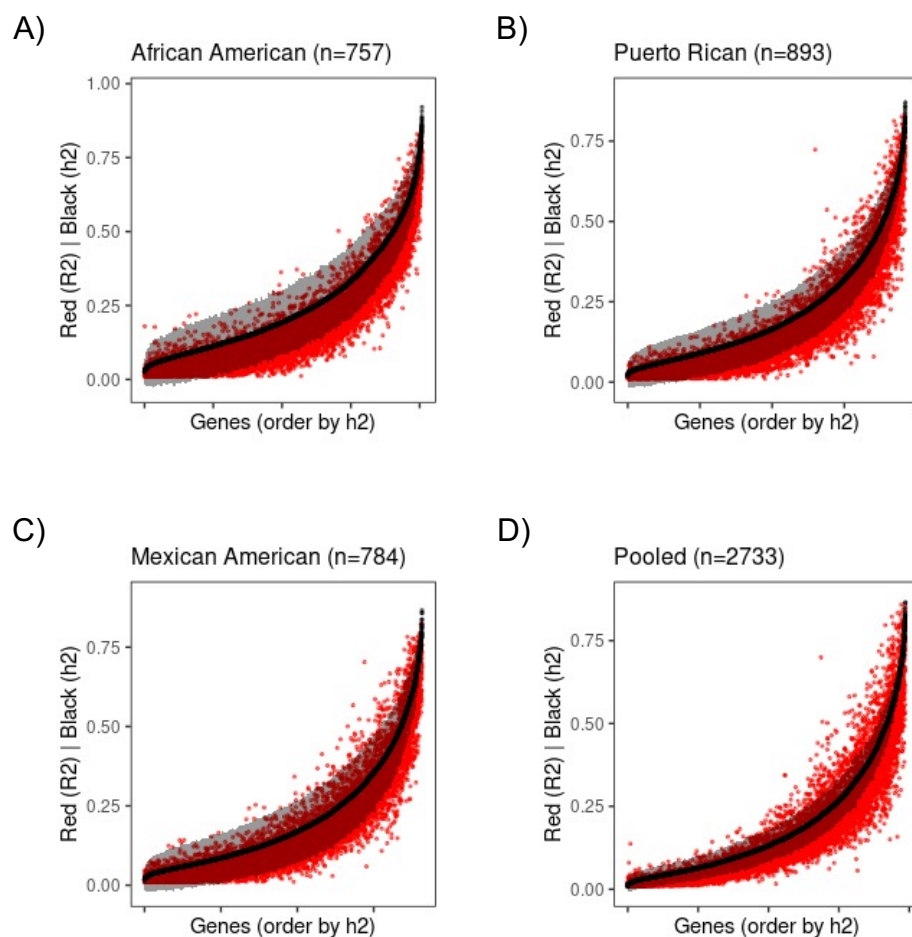 A)
African American (n=757)
1.00
0.75
0.50
0.25
0.00
Red (R2) | Black (h2)
Genes (order by h2)
B)
Puerto Rican (n=893)
0.75
0.50
0.25
0.00
Red (R2) | Black (h2)
Genes (order by h2)
C)
Mexican American (n=784)
0.75
0.50
0.25
0.00
Red (R2) | Black (h2)
Genes (order by h2)
D)
Pooled (n=2733)
0.75
0.50
0.25
0.00
Red (R2) | Black (h2)
Genes (order by h2)